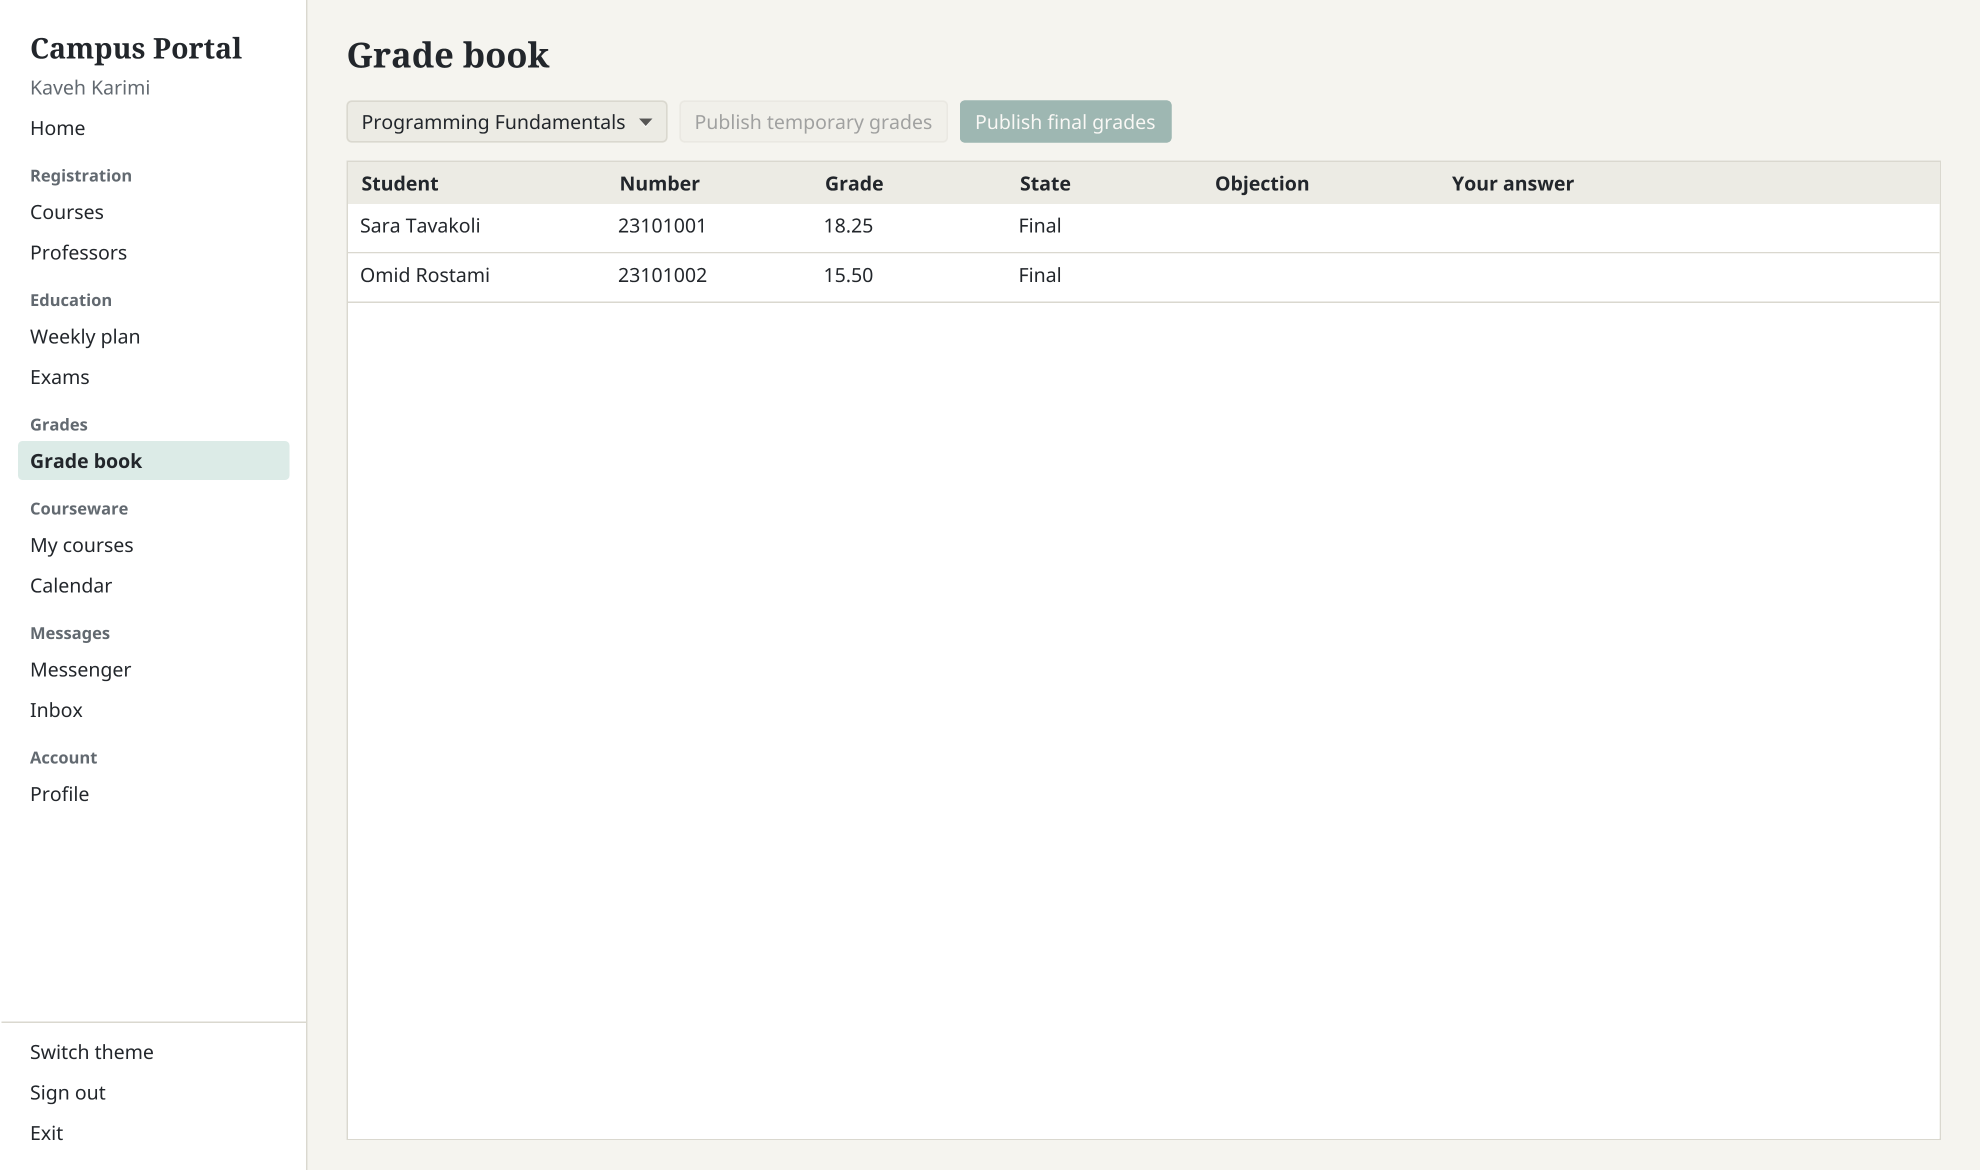 Campus Portal
Kaveh Karimi
Home
Registration
Courses
Professors
Education
Weekly plan
Exams
Grades
Grade book
Courseware
My courses
Calendar
Messages
Messenger
Inbox
Account
Profile
Switch theme
Sign out
Exit
Grade book
Programming Fundamentals Publish temporary grades Publish final grades
Student Number Grade State Objection Your answer
Sara Tavakoli 23101001 18.25 Final
Omid Rostami 23101002 15.50 Final